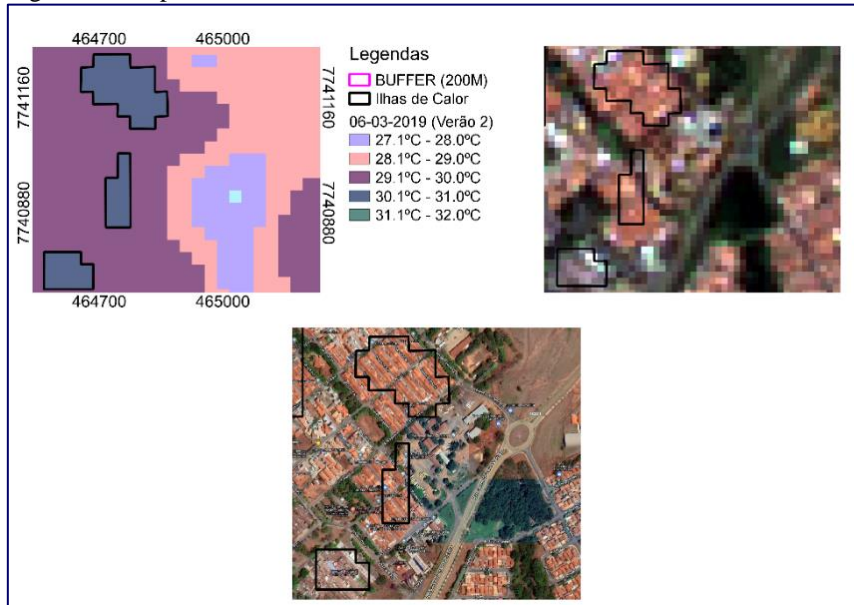 464700 465000
7741160
7740880
7741160
7740880
464700 465000
Legendas
BUFFER (200M)
Ilhas de Calor
06-03-2019 (Verão 2)
27.1ºC - 28.0ºC
28.1ºC - 29.0ºC
29.1ºC - 30.0ºC
30.1ºC - 31.0ºC
31.1ºC - 32.0ºC